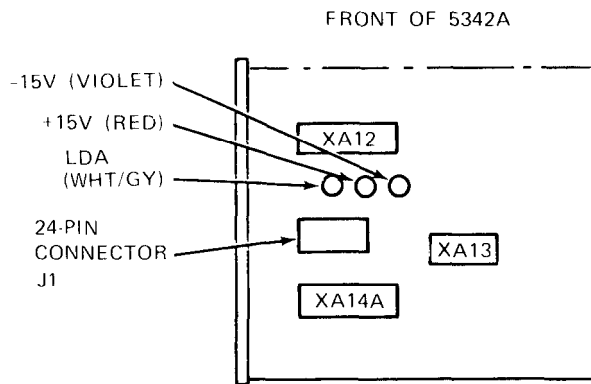 FRONT OF 5342A
-15V (VIOLET)
+15V (RED)
LDA
(WHT/GY)
24-PIN
CONNECTOR
J1
XA12
XA13
XA14A